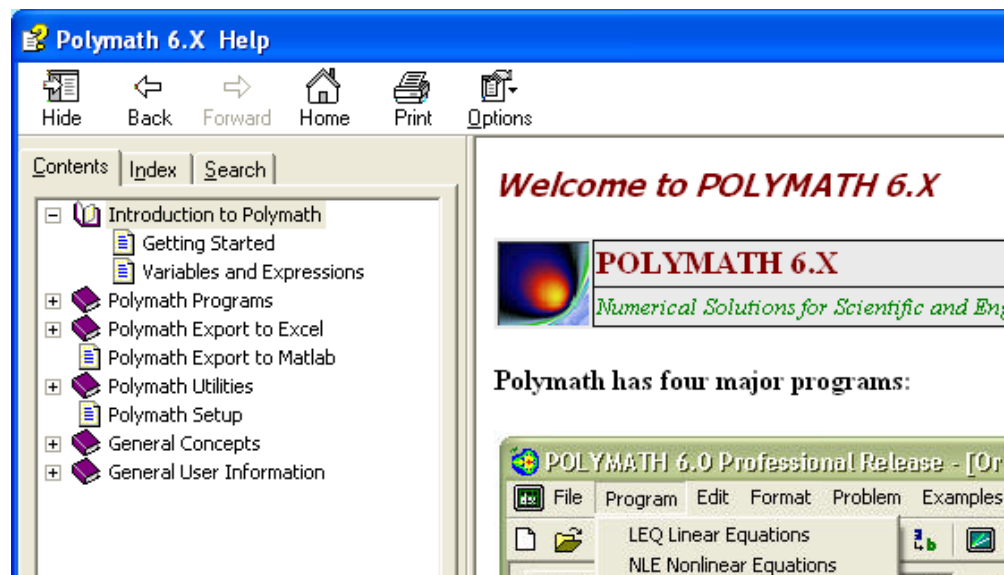 Polymath 6.X Help
Hide Back Forward Home Print Options
Contents Index Search
Introduction to Polymath
Getting Started
Variables and Expressions
Polymath Programs
Polymath Export to Excel
Polymath Export to Matlab
Polymath Utilities
Polymath Setup
General Concepts
General User Information
Welcome to POLYMATH 6.X
POLYMATH 6.X
Numerical Solutions for Scientific and
Polymath has four major programs:
POLYMATH 6.0 Professional Release - [Or
File Program Edit Format Problem Examples
LEQ Linear Equations
NLE Nonlinear Equations